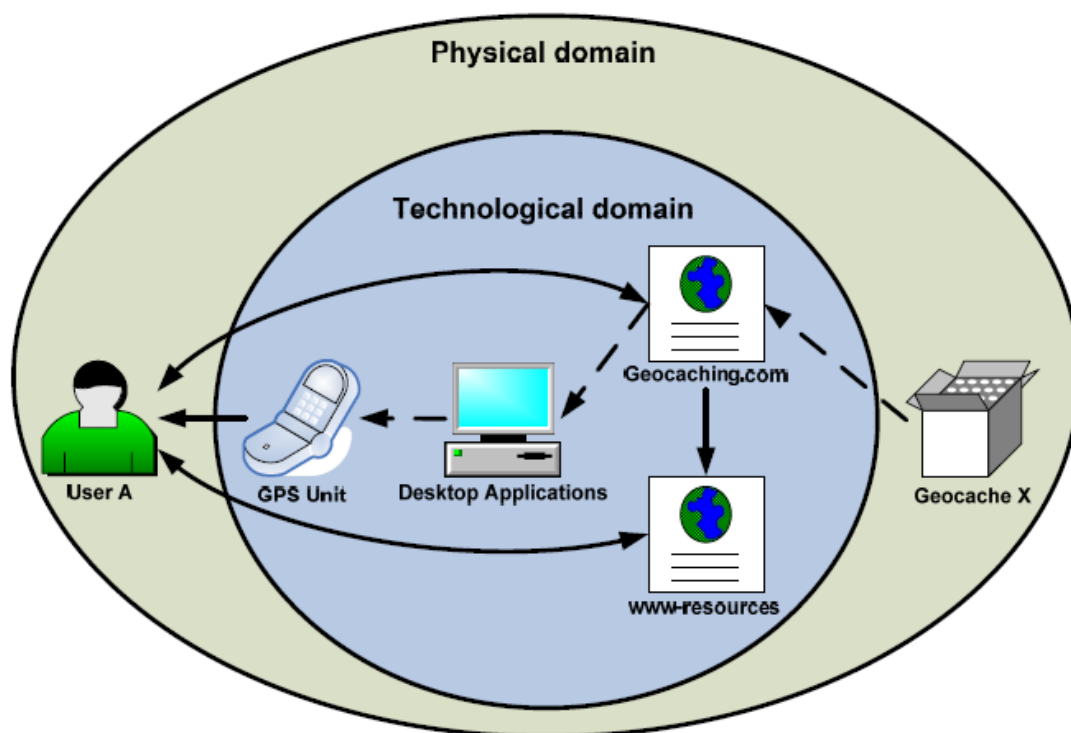 Physical domain
Technological domain
Geocaching.com
User A
GPS Unit
Desktop Applications
Geocache X
www-resources